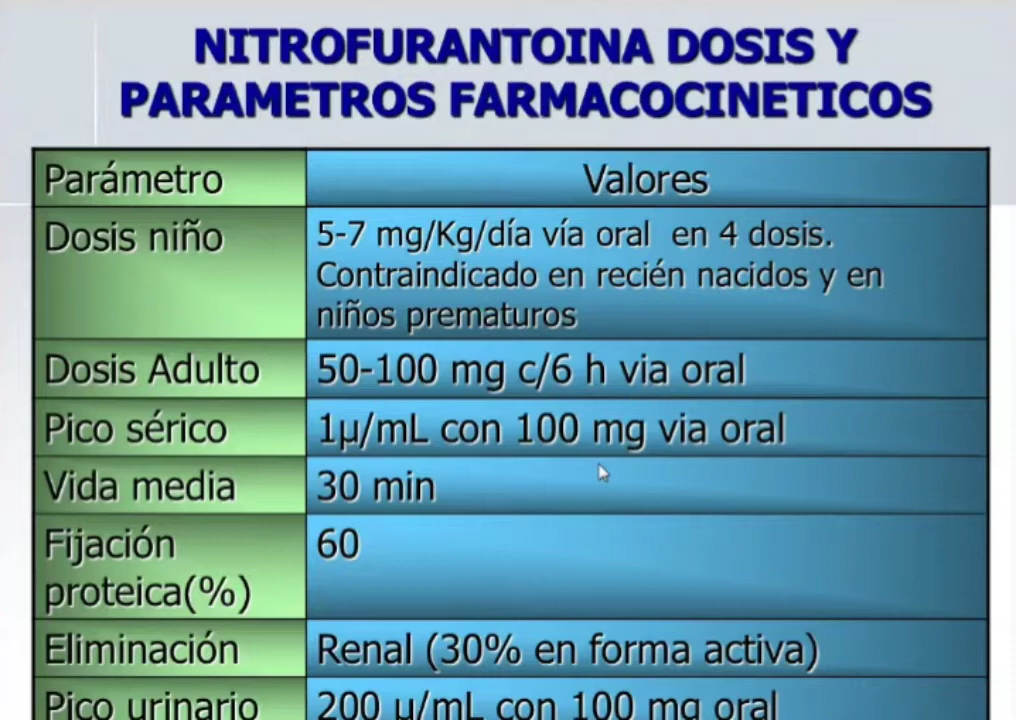 NITROFURANTOINA DOSIS Y
PARAMETROS FARMACOCINETICOS
Parámetro Valores
Dosis niño 5-7 mg/Kg/día vía oral en 4 dosis.
Contraindicado en recién nacidos y en
niños prematuros
Dosis Adulto 50-100 mg c/6 h via oral
Pico sérico 1µ/mL con 100 mg via oral
Vida media 30 min
Fijación 60
proteica(%)
Eliminación Renal (30% en forma activa)
Pico urinario 200 µ/mL con 100 mg oral